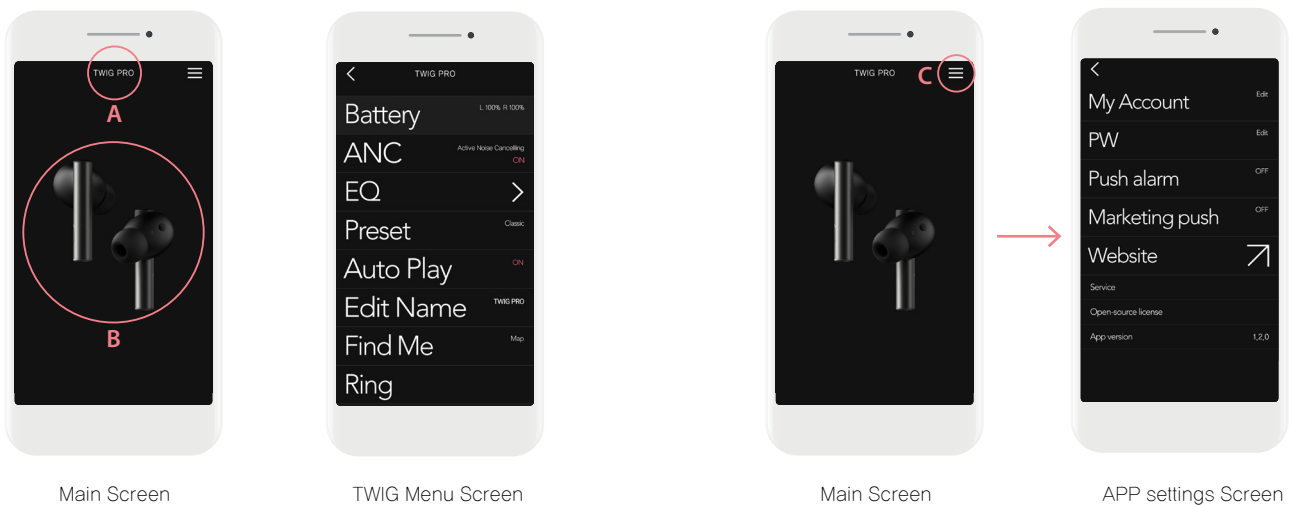 TWIG PRO
A
B
Main Screen
TWIG PRO
Battery L 100% R 100%
ANC Active Noise Cancelling
ON
EQ
Preset Classic
Auto Play ON
Edit Name TWIG PRO
Find Me Map
Ring
TWIG Menu Screen
TWIG PRO C
Main Screen
My Account Edit
PW Edit
Push alarm OFF
Marketing push OFF
Website
Service
Open-source license
App version 1,2,0
APP settings Screen